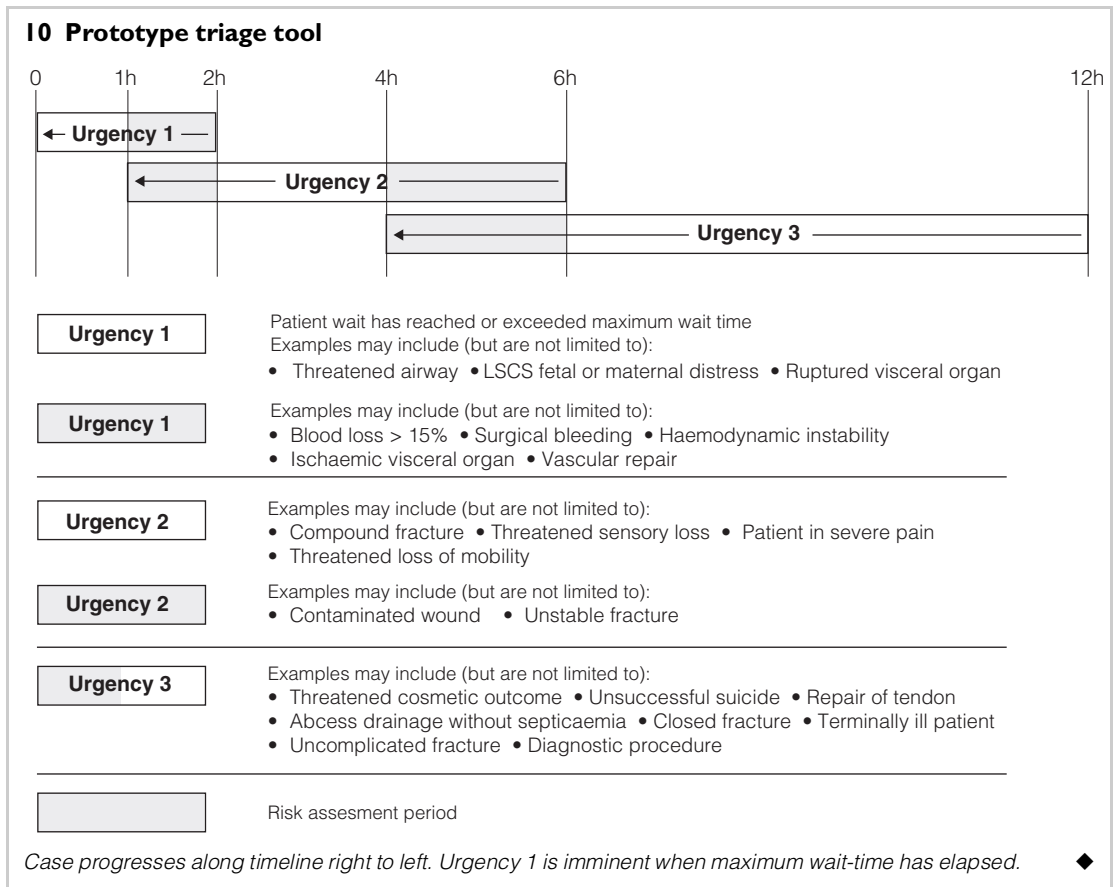 10 Prototype triage tool
0 1h 2h 4h 6h 12h
Urgency 1
Urgency 2
Urgency 3
Urgency 1
Patient wait has reached or exceeded maximum wait time
Examples may include (but are not limited to):
• Threatened airway • LSCS fetal or maternal distress • Ruptured visceral organ
Urgency 1
Examples may include (but are not limited to):
• Blood loss > 15% • Surgical bleeding • Haemodynamic instability
• Ischaemic visceral organ • Vascular repair
Urgency 2
Examples may include (but are not limited to):
• Compound fracture • Threatened sensory loss • Patient in severe pain
• Threatened loss of mobility
Urgency 2
Examples may include (but are not limited to):
• Contaminated wound • Unstable fracture
Urgency 3
Examples may include (but are not limited to):
• Threatened cosmetic outcome • Unsuccessful suicide • Repair of tendon
• Abcess drainage without septicaemia • Closed fracture • Terminally ill patient
• Uncomplicated fracture • Diagnostic procedure
Risk assesment period
Case progresses along timeline right to left. Urgency 1 is imminent when maximum wait-time has elapsed. ◆